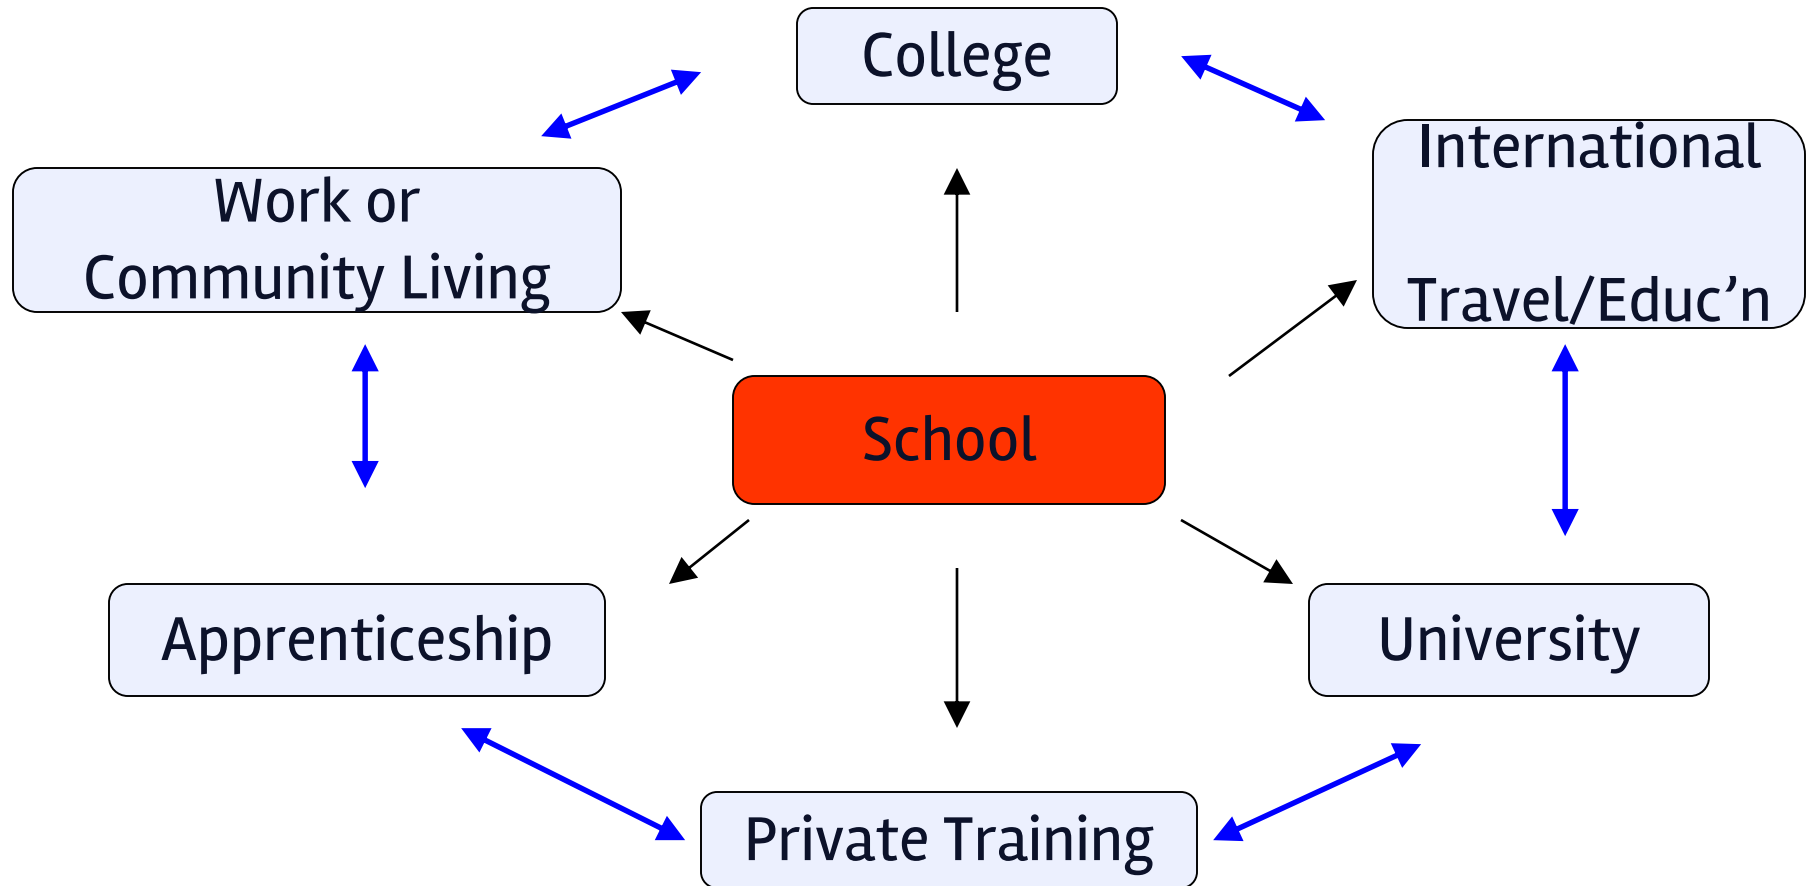 College
International
Travel/Educ’n
Work or
Community Living
School
Apprenticeship
University
Private Training